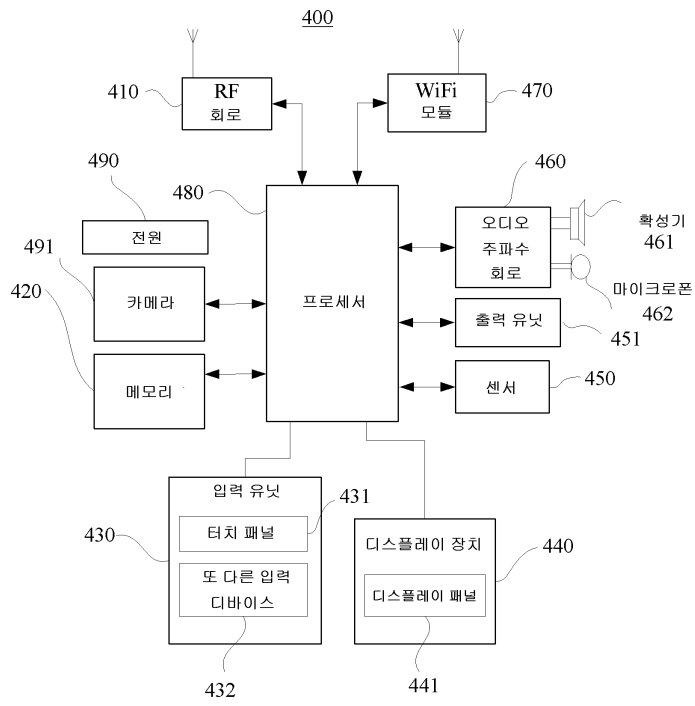 400
410
RF
회로
WiFi
모듈
470
490
전원
480
460
오디오
주파수
회로
확성기
461
491
카메라
프로세서
마이크로폰
462
420
출력 유닛
451
메모리
센서
450
입력 유닛
431
430
터치 패널
또 다른 입력
디바이스
432
디스플레이 장치
440
디스플레이 패널
441